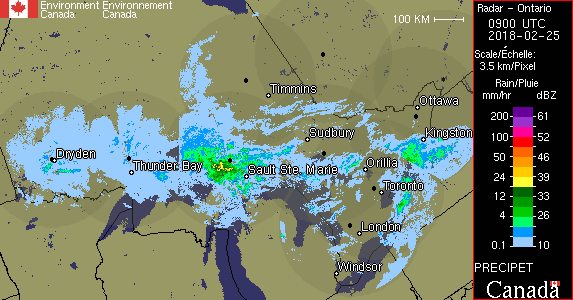 Environment Environnement
Canada Canada
100 KM
Timmins
Ottawa
Sudbury
Kingston
Dryden
Thunder Bay
Sault Ste. Marie
Orillia
Toronto
London
Windsor
Radar - Ontario
0900 UTC
2018-02-25
Scale/Échelle:
3.5 km/Pixel
Rain/Pluie
mm/hr dBZ
200 61
100 52
50 46
24 39
12 33
4 26
0.1 10
PRECIPET
Canada